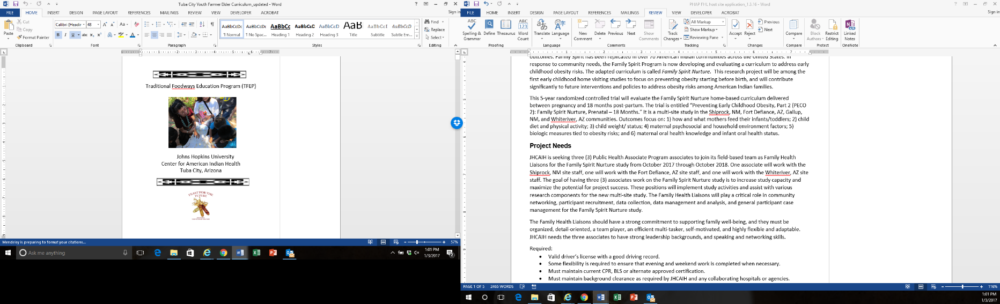 Tuba City Youth Farmer Elder Curriculum_updated - Word
FILE HOME INSERT DESIGN PAGE LAYOUT REFERENCES MAILINGS REVIEW VIEW DEVELOPER ACROBAT Sign in
Cut
Copy
Format Painter
Paste
Calibri (Headir 48
Clipboard Font Paragraph Styles Editing
AaBbCcDc AaBbCcDc AaBbCc AaBbCcD AaBbCcD AaB AaBbCcI AaBbCcD
¶ Normal ¶ No Spac... Heading 1 Heading 2 Heading 3 Title Subtitle Subtle Em...
Find
Replace
Select
Traditional Foodways Education Program (TFEP)
Johns Hopkins University
Center for American Indian Health
Tuba City, Arizona
FEAST FOR THE
FUTURE
Mendeley is preparing to format your citations...
57%
Ask me anything
1:01 PM
1/3/2017
PHAP FHL host site application_1.3.16 - Word
FILE HOME INSERT DESIGN PAGE LAYOUT REFERENCES MAILINGS REVIEW VIEW DEVELOPER ACROBAT Sign in
Spelling & Grammar Define Thesaurus Word Count Translate Language New Comment Delete Previous Next Show Comments Track Changes
All Markup
Show Markup
Reviewing Pane
Accept Reject Previous Next Compare Block Authors Restrict Editing Linked Notes
Proofing Language Comments Tracking Changes Compare Protect OneNote
outcomes. Family Spirit has been replicated in over 70 American Indian communities across the United States. In
response to community needs, the Family Spirit Program is now developing and evaluating a curriculum to address early
childhood obesity risks. The adapted curriculum is called Family Spirit Nurture. This research project will be among the
first early childhood home visiting studies to focus on preventing obesity starting before birth, and will contribute
significantly to future interventions and policies to address obesity risks among American Indian families.
This 5-year randomized controlled trial will evaluate the Family Spirit Nurture home-based curriculum delivered
between pregnancy and 18 months post-partum. The trial is entitled “Preventing Early Childhood Obesity, Part 2 (PECO
2): Family Spirit Nurture, Prenatal – 18 Months.” It is a multi-site study in the Shiprock, NM, Fort Defiance, AZ, Gallup,
NM, and Whiteriver, AZ communities. Outcomes focus on: 1) how and what mothers feed their infants/toddlers; 2) child
diet and physical activity; 3) child weight/ status; 4) maternal psychosocial and household environment factors; 5)
biologic measures tied to obesity risks; and 6) maternal oral health knowledge and infant oral health status.
Project Needs
JHCAIH is seeking three (3) Public Health Associate Program associates to join its field-based team as Family Health
Liaisons for the Family Spirit Nurture study from October 2017 through October 2018. One associate will work with the
Shiprock, NM site staff, one will work with the Fort Defiance, AZ site staff, and one will work with the Whiteriver, AZ site
staff. The goal of having three (3) associates work on the Family Spirit Nurture study is to increase study capacity and
maximize the potential for project success. These positions will implement study activities and assist with various
research components for the new multi-site study. The Family Health Liaisons will play a critical role in community
networking, participant recruitment, data collection, data management and analysis, and general participant case
management for the Family Spirit Nurture study.
The Family Health Liaisons should have a strong commitment to supporting family well-being, and they must be
organized, detail-oriented, a team player, an efficient multi-tasker, self-motivated, and highly flexible and adaptable.
JHCAIH needs the three associates to have strong leadership backgrounds, and speaking and networking skills.
Required:
• Valid driver’s license with a good driving record.
• Some flexibility is required to ensure that evening and weekend work is completed when necessary.
• Must maintain current CPR, BLS or alternate approved certification.
• Must maintain background clearance as required by JHCAIH and any collaborating hospitals or agencies.
PAGE 1 OF 5 2465 WORDS
116%
1:01 PM
1/3/2017